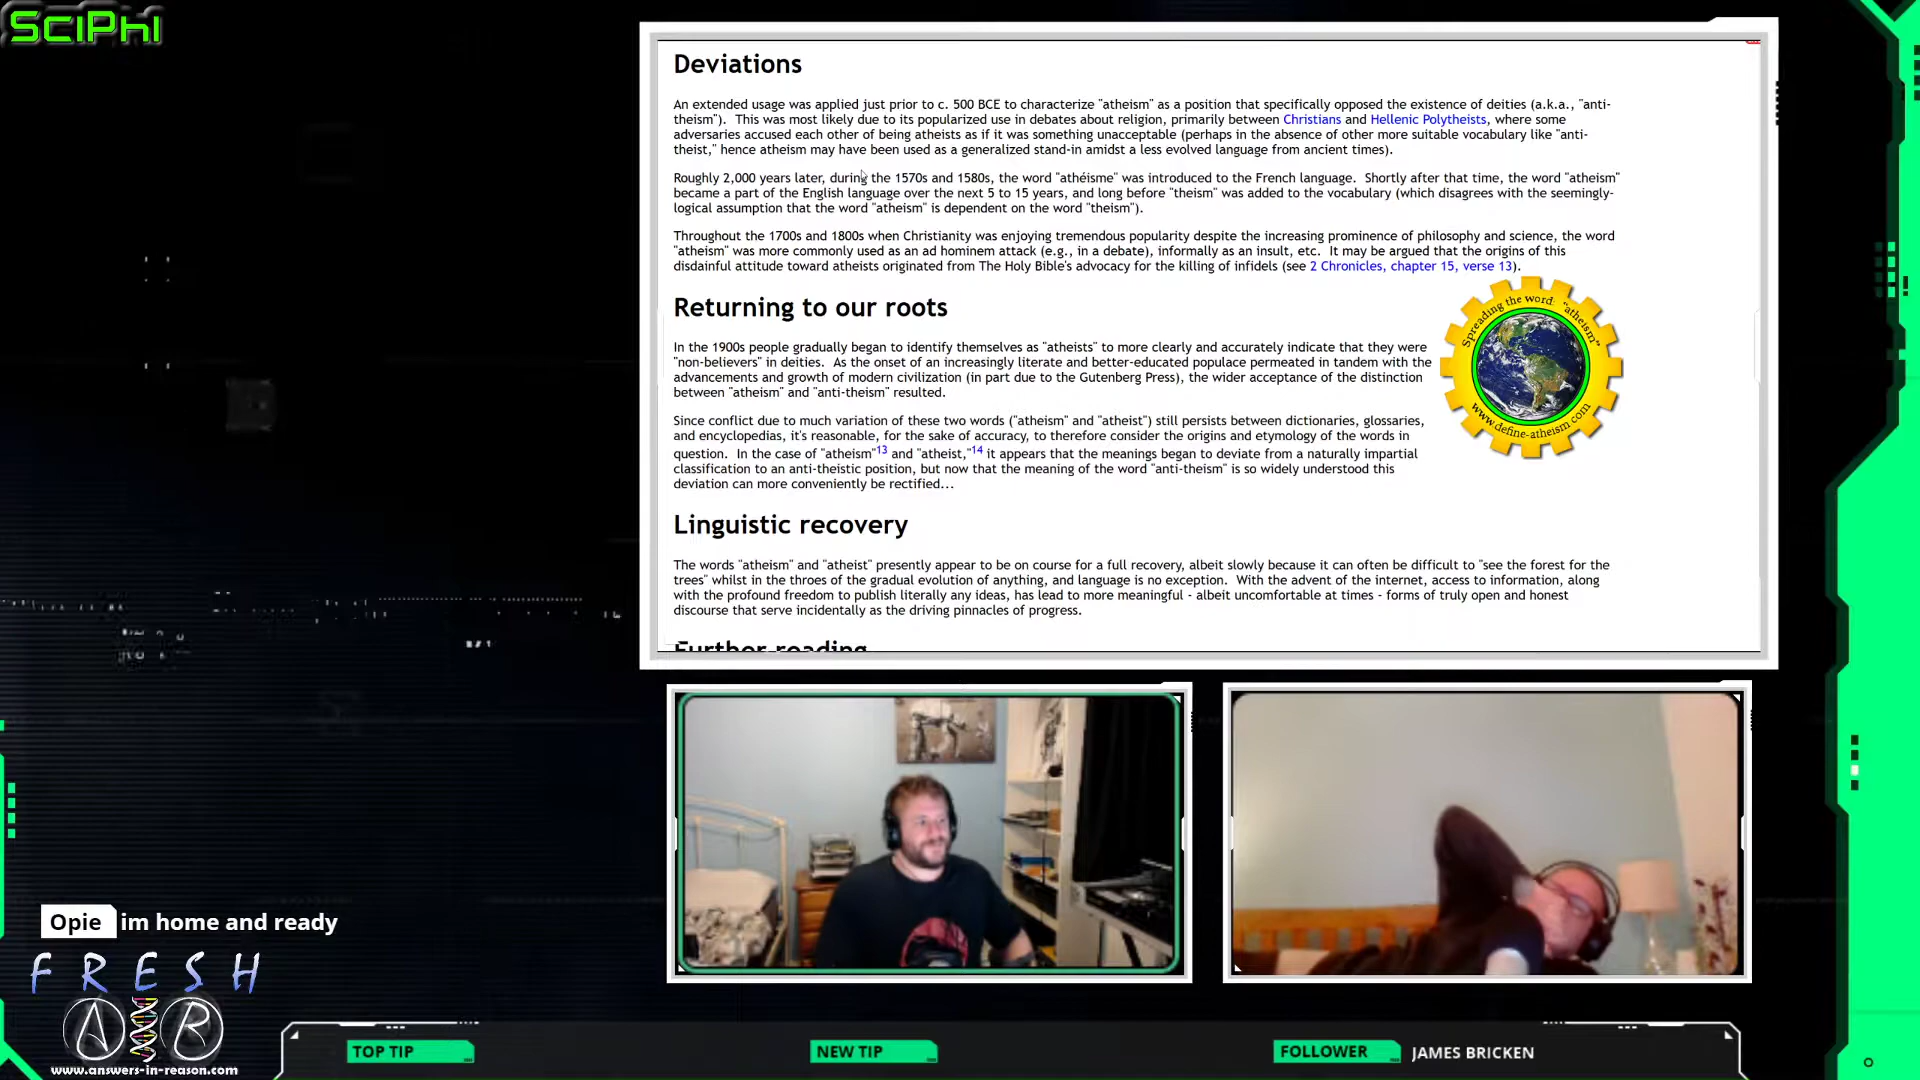 SCIPHI
Deviations
An extended usage was applied just prior to c. 500 BCE to characterize "atheism" as a position that specifically opposed the existence of deities (a.k.a., "anti-
theism").  This was most likely due to its popularized use in debates about religion, primarily between Christians and Hellenic Polytheists, where some
adversaries accused each other of being atheists as if it was something unacceptable (perhaps in the absence of other more suitable vocabulary like "anti-
theist," hence atheism may have been used as a generalized stand-in amidst a less evolved language from ancient times).
Roughly 2,000 years later, during the 1570s and 1580s, the word "athéisme" was introduced to the French language.  Shortly after that time, the word "atheism"
became a part of the English language over the next 5 to 15 years, and long before "theism" was added to the vocabulary (which disagrees with the seemingly-
logical assumption that the word "atheism" is dependent on the word "theism").
Throughout the 1700s and 1800s when Christianity was enjoying tremendous popularity despite the increasing prominence of philosophy and science, the word
"atheism" was more commonly used as an ad hominem attack (e.g., in a debate), informally as an insult, etc.  It may be argued that the origins of this
disdainful attitude toward atheists originated from The Holy Bible's advocacy for the killing of infidels (see 2 Chronicles, chapter 15, verse 13).
Returning to our roots
In the 1900s people gradually began to identify themselves as "atheists" to more clearly and accurately indicate that they were
"non-believers" in deities.  As the onset of an increasingly literate and better-educated populace permeated in tandem with the
advancements and growth of modern civilization (in part due to the Gutenberg Press), the wider acceptance of the distinction
between "atheism" and "anti-theism" resulted.
Spreading the word: "atheism"
www.define-atheism.com
Since conflict due to much variation of these two words ("atheism" and "atheist") still persists between dictionaries, glossaries,
and encyclopedias, it's reasonable, for the sake of accuracy, to therefore consider the origins and etymology of the words in
question.  In the case of "atheism"13 and "atheist,"14 it appears that the meanings began to deviate from a naturally impartial
classification to an anti-theistic position, but now that the meaning of the word "anti-theism" is so widely understood this
deviation can more conveniently be rectified...
Linguistic recovery
The words "atheism" and "atheist" presently appear to be on course for a full recovery, albeit slowly because it can often be difficult to "see the forest for the
trees" whilst in the throes of the gradual evolution of anything, and language is no exception.  With the advent of the internet, access to information, along
with the profound freedom to publish literally any ideas, has lead to more meaningful - albeit uncomfortable at times - forms of truly open and honest
discourse that serve incidentally as the driving pinnacles of progress.
Further reading
Opie im home and ready
FRESH
A R
www.answers-in-reason.com
TOP TIP
NEW TIP
FOLLOWER JAMES BRICKEN